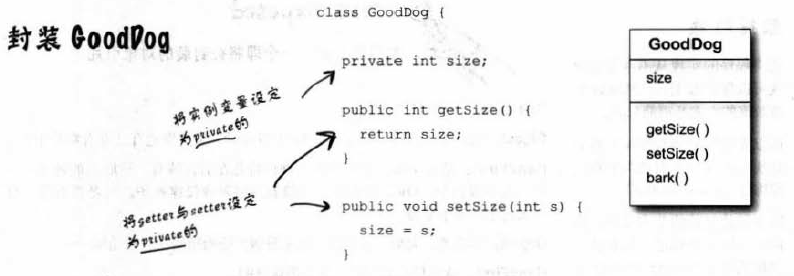 封装 GoodDog
class GoodDog {
private int size;
将实例变量设定
为private的
public int getSize() {
return size;
}
将getter与setter设定
为private的
public void setSize(int s) {
size = s;
}
GoodDog
size
getSize( )
setSize( )
bark( )